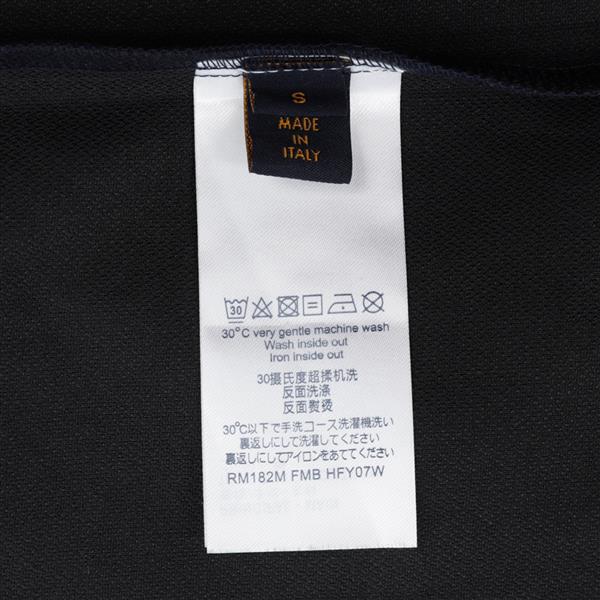 S
MADE
IN
ITALY
30
30°C very gentle machine wash
Wash inside out
Iron inside out
30摄氏度超柔机洗
反面洗涤
反面熨烫
30℃以下で手洗コース洗濯機洗い
裏返しにして洗濯してください
裏返しにしてアイロンをあててください
RM182M FMB HFY07W